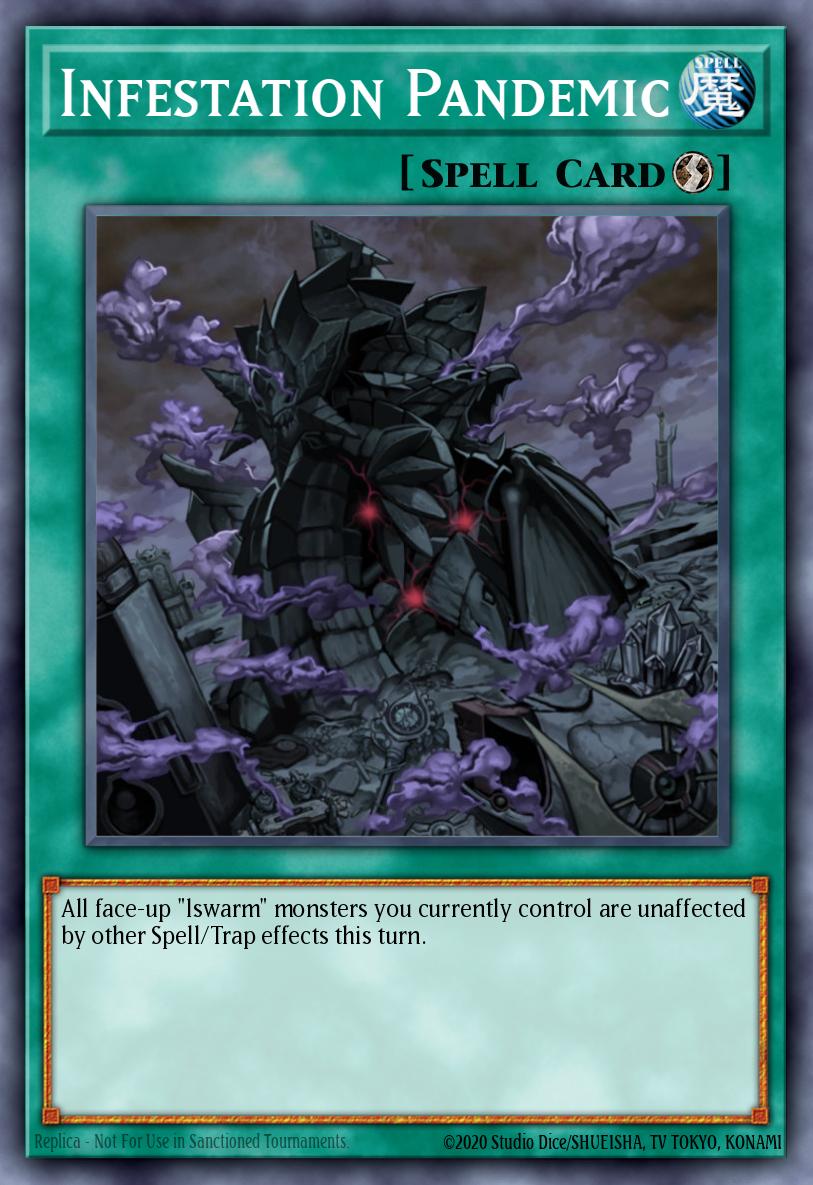 Infestation Pandemic
SPELL
魔
[Spell Card]
All face-up "lswarm" monsters you currently control are unaffected
by other Spell/Trap effects this turn.
Replica - Not For Use in Sanctioned Tournaments.
©2020 Studio Dice/SHUEISHA, TV TOKYO, KONAMI